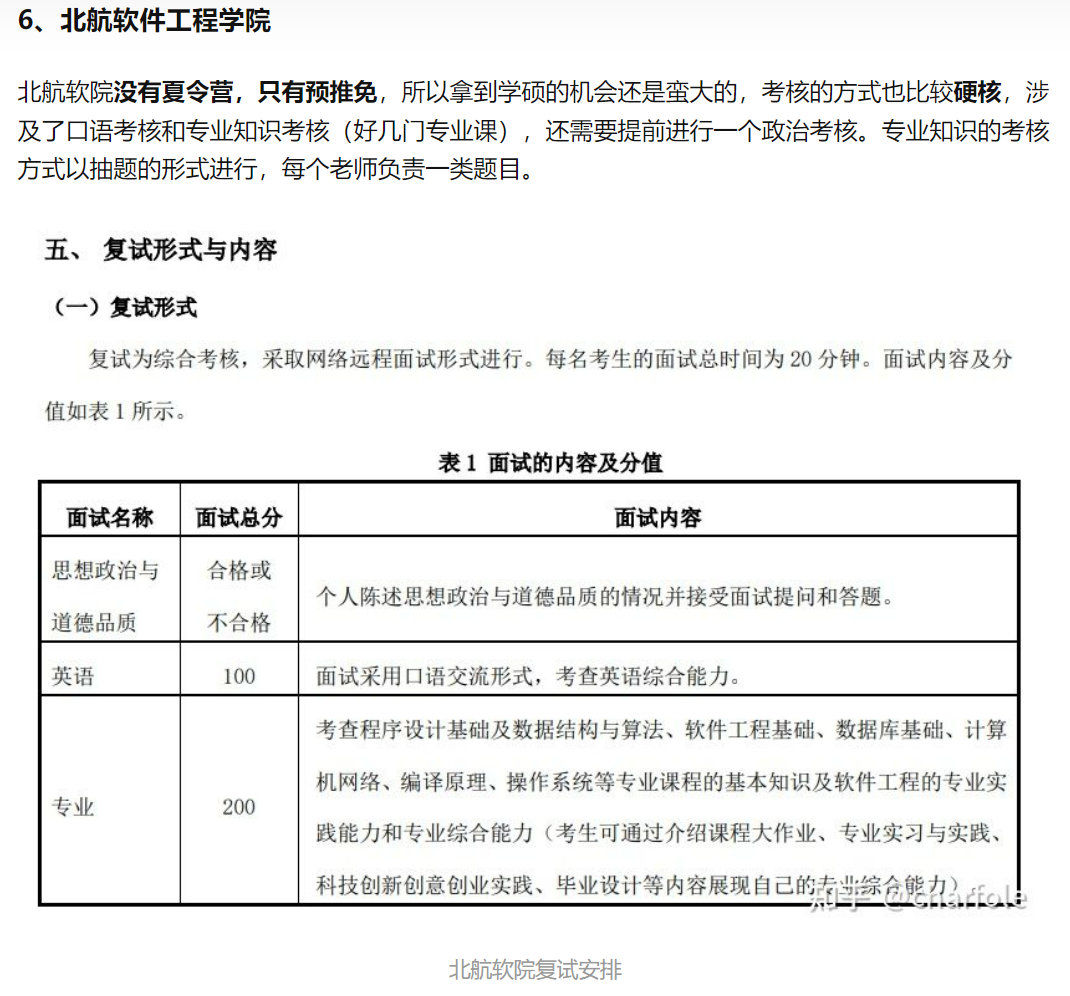 6、北航软件工程学院
北航软院没有夏令营，只有预推免，所以拿到学硕的机会还是蛮大的，考核的方式也比较硬核，涉
及了口语考核和专业知识考核（好几门专业课），还需要提前进行一个政治考核。专业知识的考核
方式以抽题的形式进行，每个老师负责一类题目。
五、 复试形式与内容
（一）复试形式
复试为综合考核，采取网络远程面试形式进行。每名考生的面试总时间为 20 分钟。面试内容及分
值如表 1 所示。
表 1 面试的内容及分值
面试名称 面试总分 面试内容
思想政治与
道德品质
合格或
不合格
个人陈述思想政治与道德品质的情况并接受面试提问和答题。
英语 100 面试采用口语交流形式，考查英语综合能力。
专业 200
考查程序设计基础及数据结构与算法、软件工程基础、数据库基础、计算
机网络、编译原理、操作系统等专业课程的基本知识及软件工程的专业实
践能力和专业综合能力（考生可通过介绍课程大作业、专业实习与实践、
科技创新创意创业实践、毕业设计等内容展现自己的专业综合能力）
知乎 @charfole
北航软院复试安排